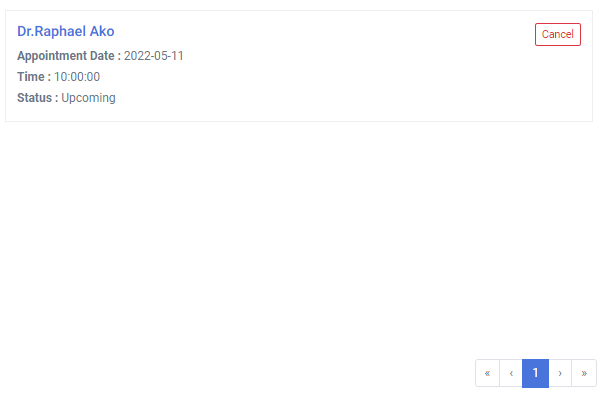 Dr.Raphael Ako
Cancel
Appointment Date : 2022-05-11
Time : 10:00:00
Status : Upcoming
« ‹ 1 › »